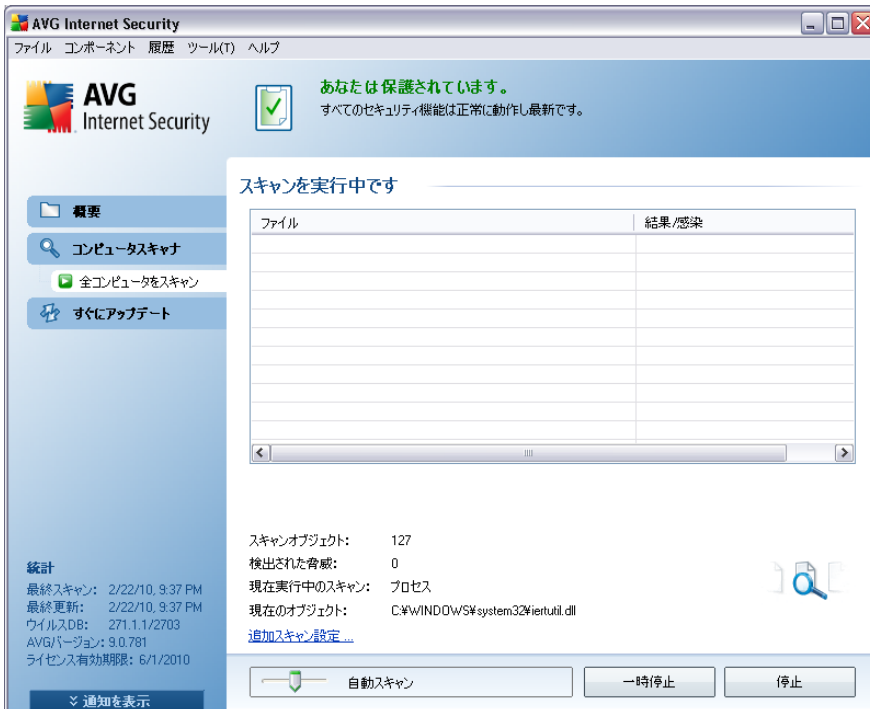 AVG Internet Security
ファイル コンポーネント 履歴 ツール(T) ヘルプ
AVG
Internet Security
あなたは保護されています。
すべてのセキュリティ機能は正常に動作し最新です。
概要
コンピュータスキャナ
全コンピュータをスキャン
すぐにアップデート
スキャンを実行中です
ファイル 結果/感染
スキャンオブジェクト: 127
検出された脅威: 0
現在実行中のスキャン: プロセス
現在のオブジェクト: C:¥WINDOWS¥system32¥iertutil.dll
追加スキャン設定 ...
統計
最終スキャン: 2/22/10, 9:37 PM
最終更新: 2/22/10, 9:37 PM
ウイルスDB: 271.1.1/2703
AVGバージョン: 9.0.781
ライセンス有効期限: 6/1/2010
通知を表示
自動スキャン
一時停止
停止